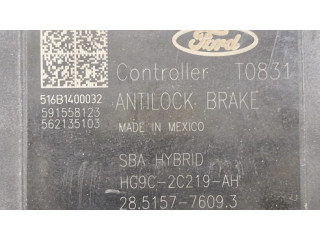 Ford
Controller T0831
516B1400032
ANTILOCK BRAKE
591558123
562135103
MADE IN MEXICO
SBA HYBRID
HG9C-2C219-AH
28.5157-7609.3